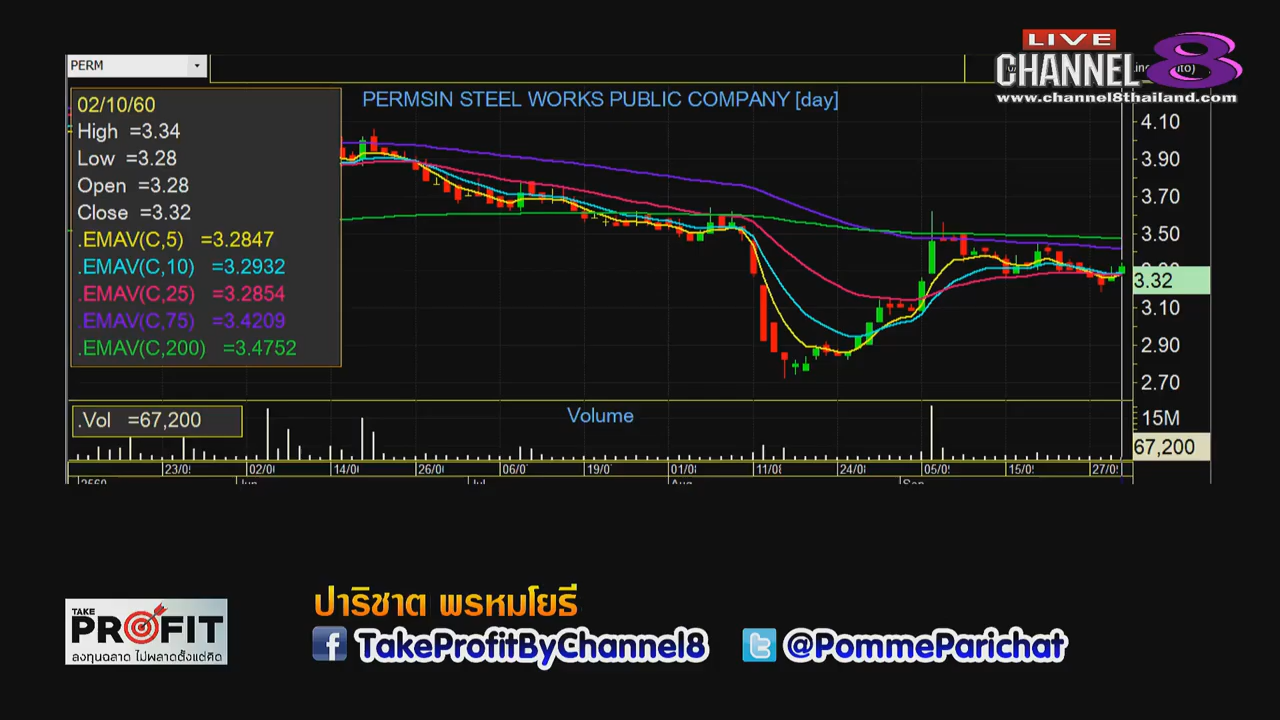 LIVE
CHANNEL 8
www.channel8thailand.com
PERM
PERMSIN STEEL WORKS PUBLIC COMPANY [day]
02/10/60
High =3.34
Low =3.28
Open =3.28
Close =3.32
.EMAV(C,5) =3.2847
.EMAV(C,10) =3.2932
.EMAV(C,25) =3.2854
.EMAV(C,75) =3.4209
.EMAV(C,200) =3.4752
4.10
3.90
3.70
3.50
3.32
3.10
2.90
2.70
.Vol =67,200
Volume
15M
67,200
23/0 02/0 14/0 26/0 06/0 19/0 01/0 11/0 24/0 05/0 15/0 27/0
2560 Jun Jul Aug Sep
TAKE
PROFIT
ลงทุนฉลาด ไม่พลาดตั้งแต่คิด
ปาริชาต พรหมโยธี
TakeProfitByChannel8
@PommeParichat